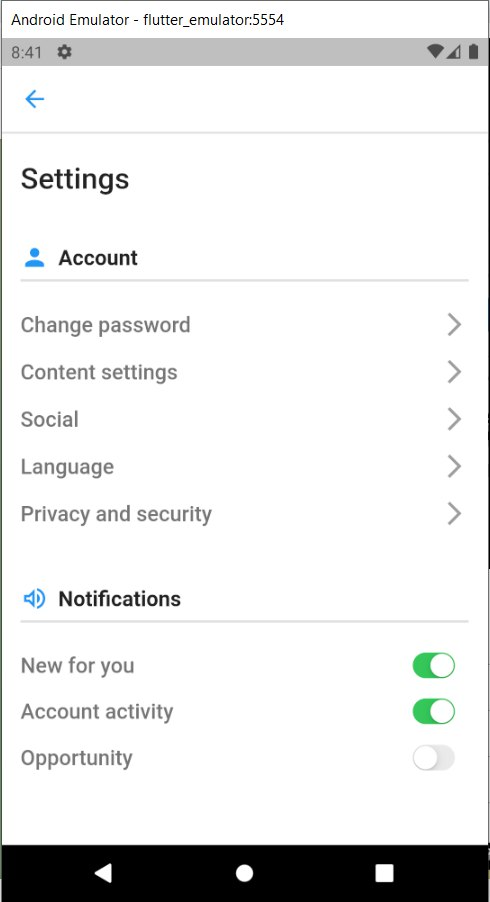 Android Emulator - flutter_emulator:5554
8:41
Settings
Account
Change password
Content settings
Social
Language
Privacy and security
Notifications
New for you
Account activity
Opportunity